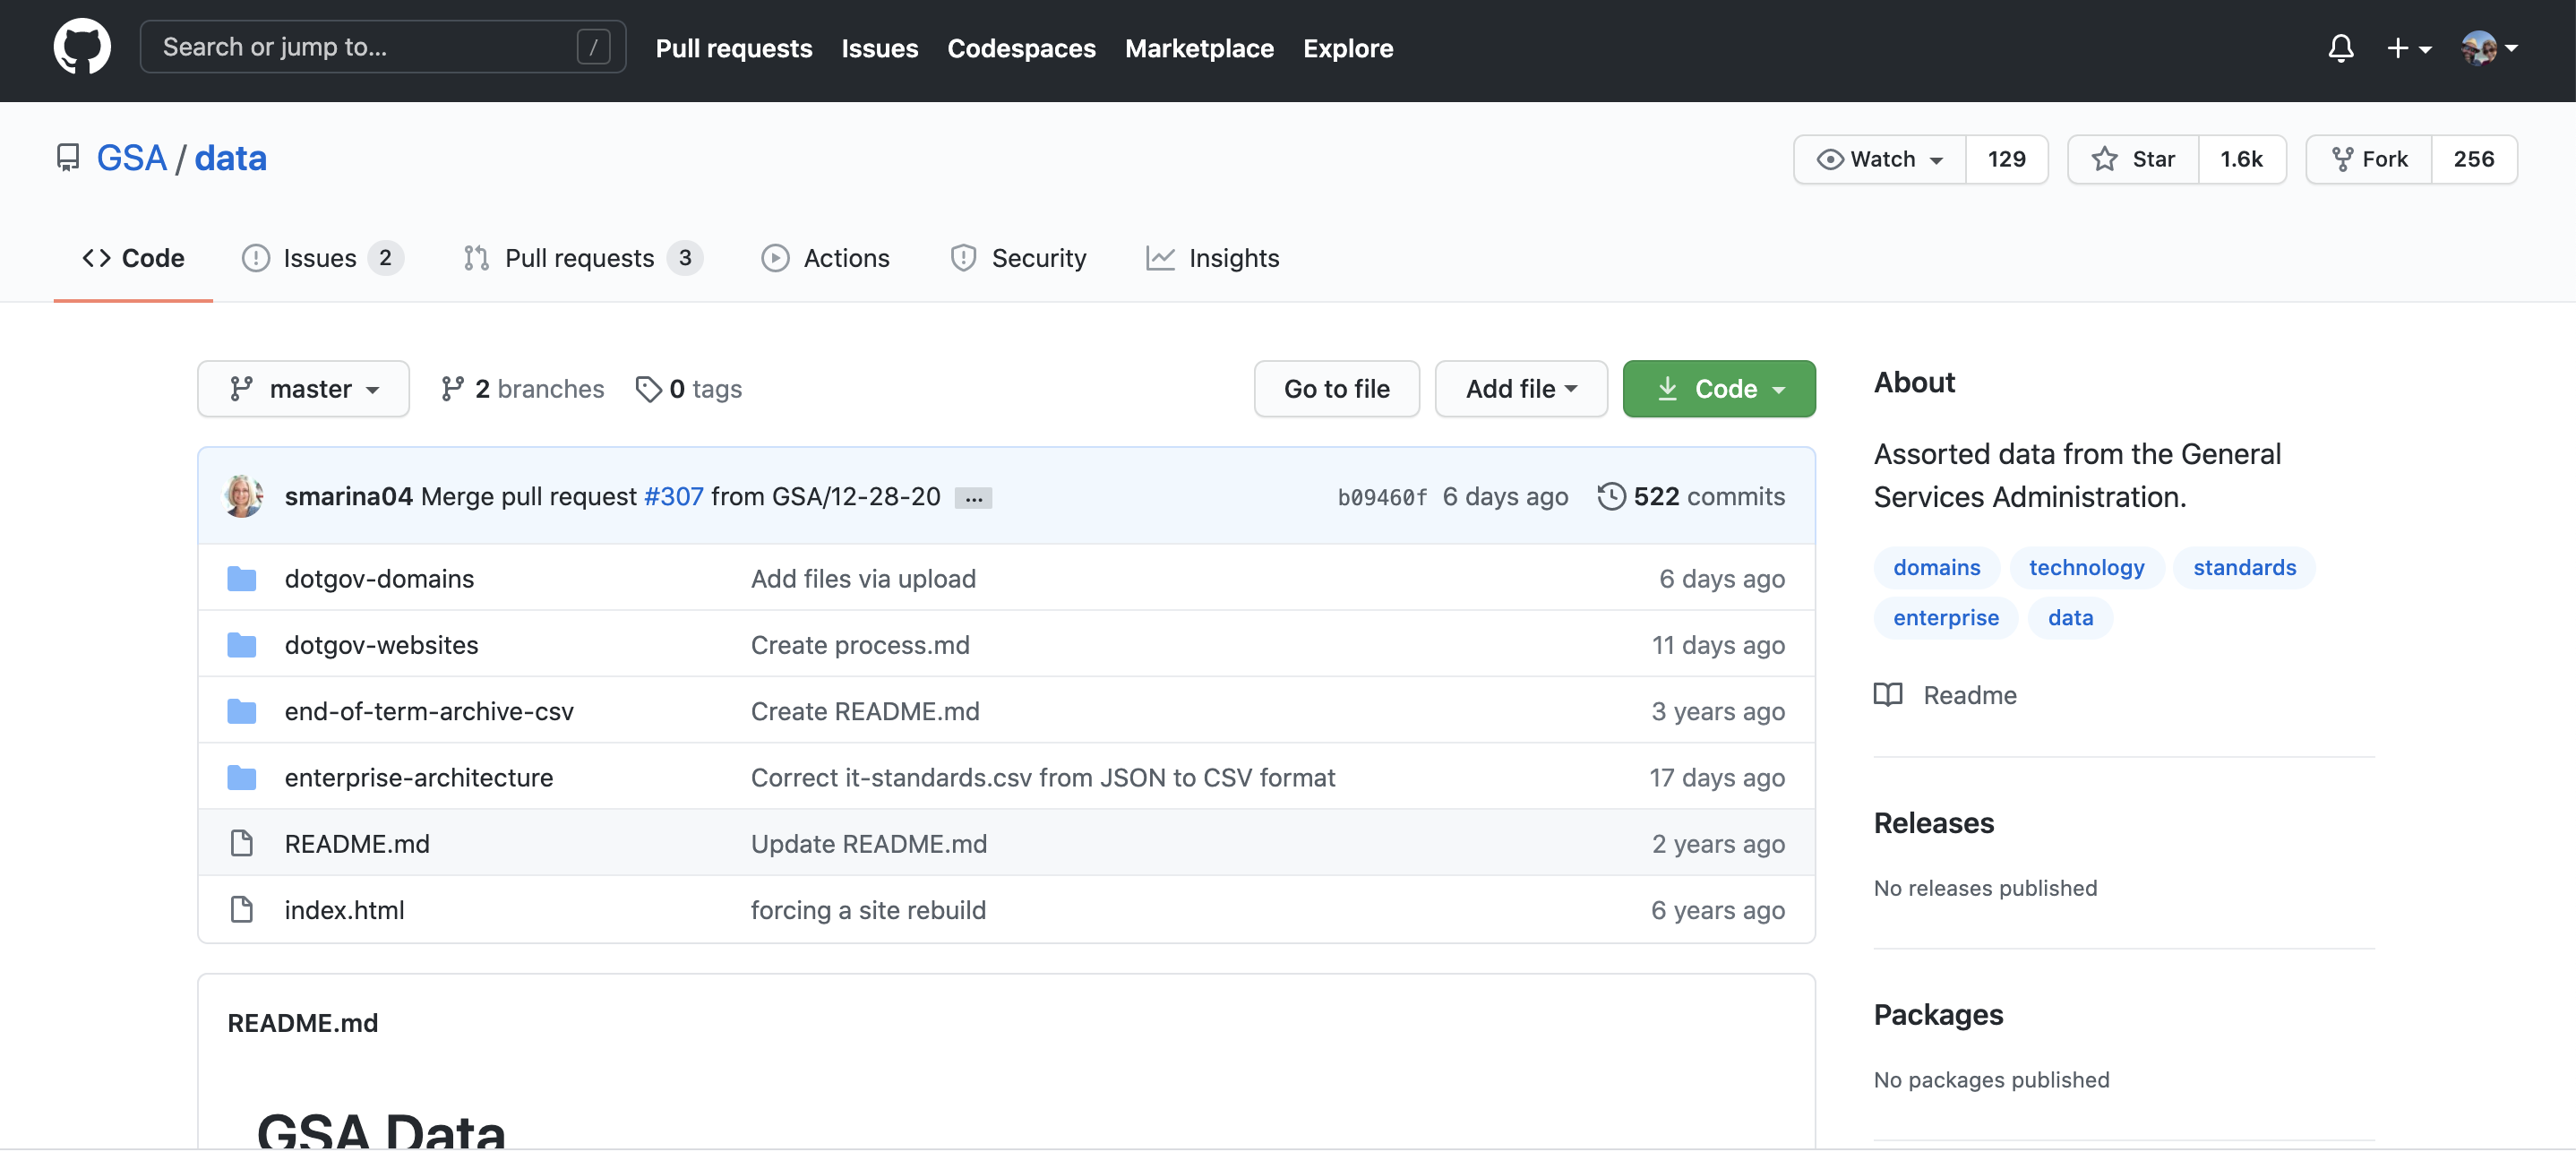 Search or jump to... /
Pull requests Issues Codespaces Marketplace Explore
GSA / data
Watch 129 Star 1.6k Fork 256
Code Issues 2 Pull requests 3 Actions Security Insights
master 2 branches 0 tags Go to file Add file Code
smarina04 Merge pull request #307 from GSA/12-28-20 ... b09460f 6 days ago 522 commits
dotgov-domains Add files via upload 6 days ago
dotgov-websites Create process.md 11 days ago
end-of-term-archive-csv Create README.md 3 years ago
enterprise-architecture Correct it-standards.csv from JSON to CSV format 17 days ago
README.md Update README.md 2 years ago
index.html forcing a site rebuild 6 years ago
README.md
GSA Data
About
Assorted data from the General
Services Administration.
domains technology standards
enterprise data
Readme
Releases
No releases published
Packages
No packages published